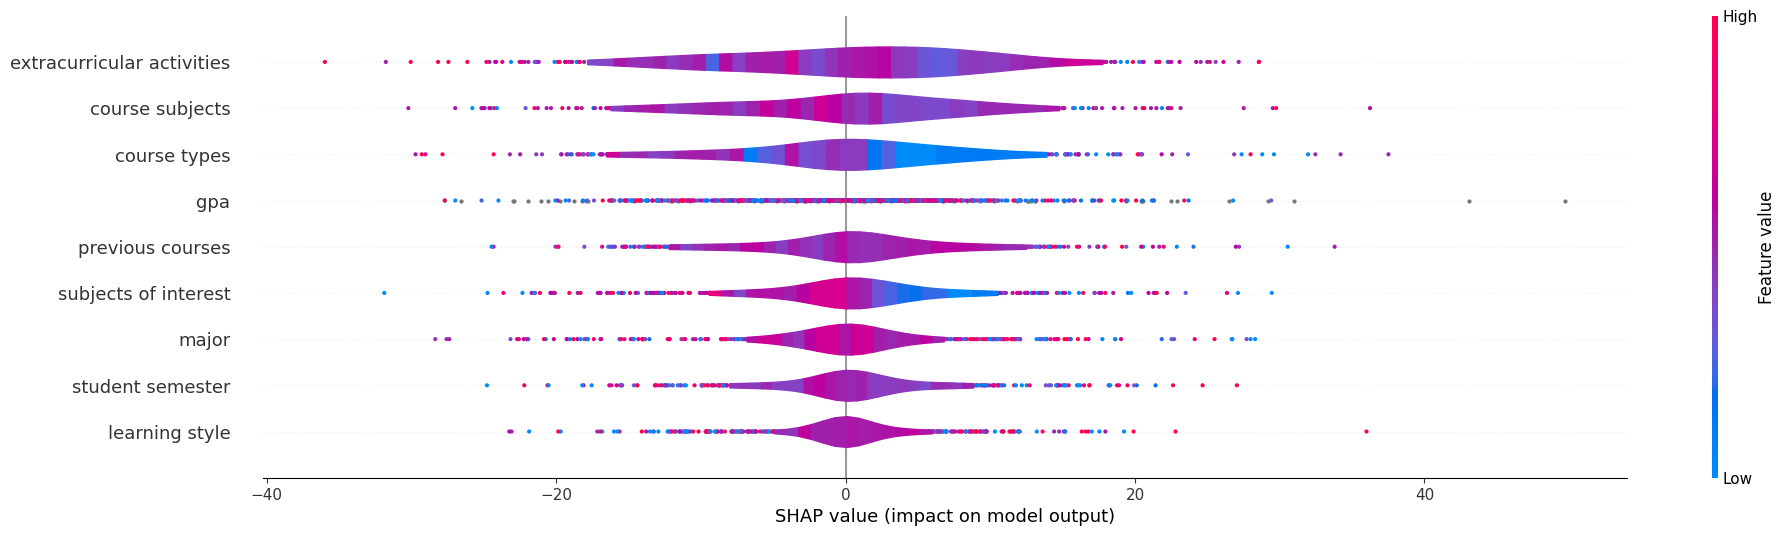 High
extracurricular activities
course subjects
course types
gpa
previous courses
subjects of interest
major
student semester
learning style
Feature value
Low
−40 −20 0 20 40
SHAP value (impact on model output)